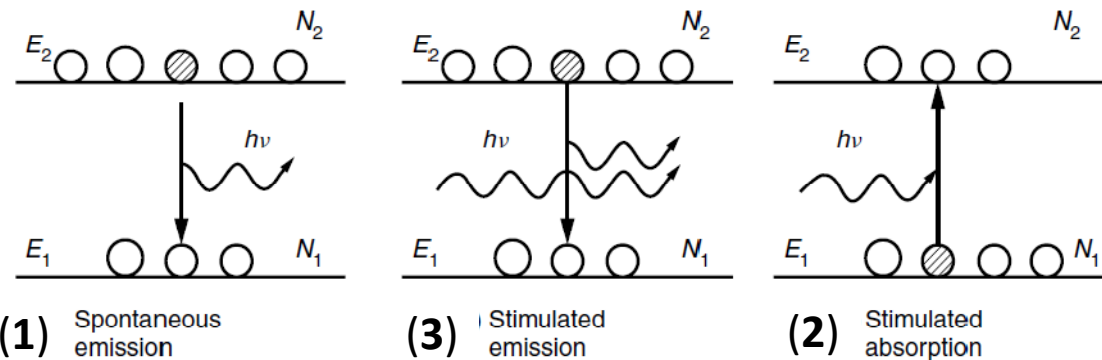 E2 N2
hν
E1 N1
(1) Spontaneous
emission
E2 N2
hν
E1 N1
(3) ) Stimulated
emission
E2 N2
hν
E1 N1
(2) Stimulated
absorption